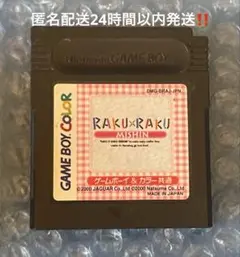 匿名配送24時間以内発送‼️
Nintendo GAME BOY
DMG-BRAJ-JPN
GAME BOY COLOR
RAKU×RAKU
MISHIN
ゲームボーイ&カラー共通
©2000 JAGUAR Co.,Ltd ©2000 Natsume Co.,Ltd
MADE IN JAPAN